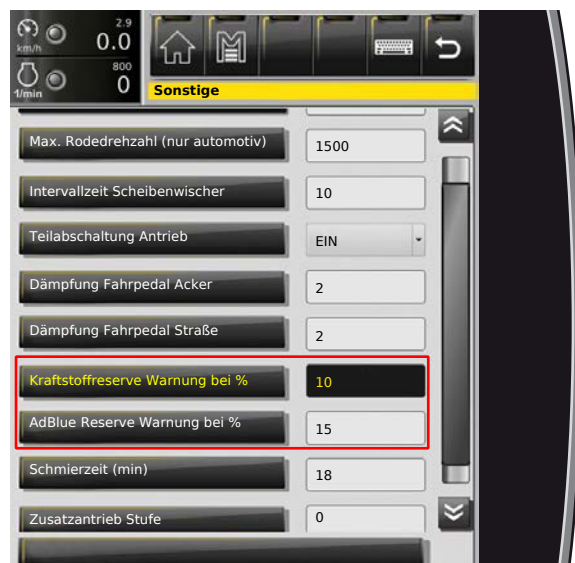 2.9
km/h
0.0
800
1/min
0
Sonstige
Max. Rodedrehzahl (nur automotiv)
1500
Intervallzeit Scheibenwischer
10
Teilabschaltung Antrieb
EIN
Dämpfung Fahrpedal Acker
2
Dämpfung Fahrpedal Straße
2
Kraftstoffreserve Warnung bei %
10
AdBlue Reserve Warnung bei %
15
Schmierzeit (min)
18
Zusatzantrieb Stufe
0